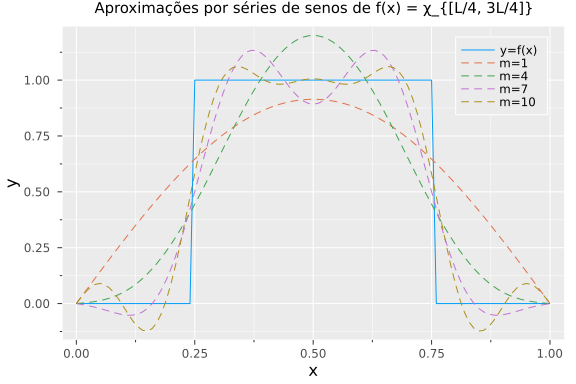 Aproximações por séries de senos de f(x) = χ_{[L/4, 3L/4]}
y=f(x)
m=1
m=4
m=7
m=10
1.00
0.75
0.50
0.25
0.00
y
0.00 0.25 0.50 0.75 1.00
x